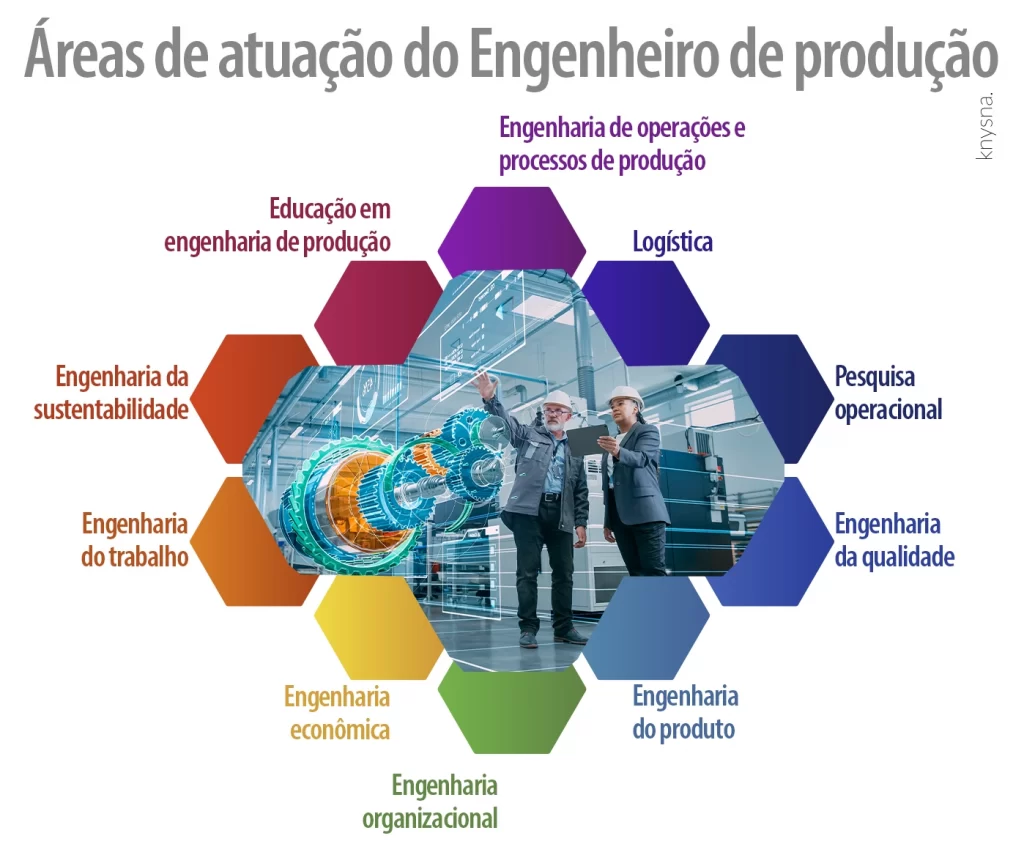 Áreas de atuação do Engenheiro de produção
knysna.
Engenharia de operações e
processos de produção
Logística
Pesquisa
operacional
Engenharia
da qualidade
Engenharia
do produto
Engenharia
organizacional
Engenharia
econômica
Engenharia
do trabalho
Engenharia da
sustentabilidade
Educação em
engenharia de produção